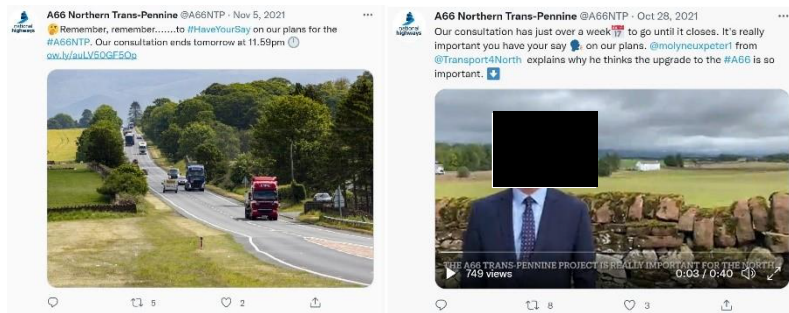 A66 Northern Trans-Pennine @A66NTP · Nov 5, 2021
Remember, remember.......to #HaveYourSay on our plans for the
#A66NTP. Our consultation ends tomorrow at 11.59pm
ow.ly/auLV50GF5Op
national
highways
5
2
A66 Northern Trans-Pennine @A66NTP · Oct 28, 2021
Our consultation has just over a week to go until it closes. It's really
important you have your say on our plans. @molyneuxpeter1 from
@Transport4North explains why he thinks the upgrade to the #A66 is so
important.
national
highways
THE A66 TRANS-PENNINE PROJECT IS REALLY IMPORTANT FOR THE NORTH
749 views
0:03 / 0:40
8
3